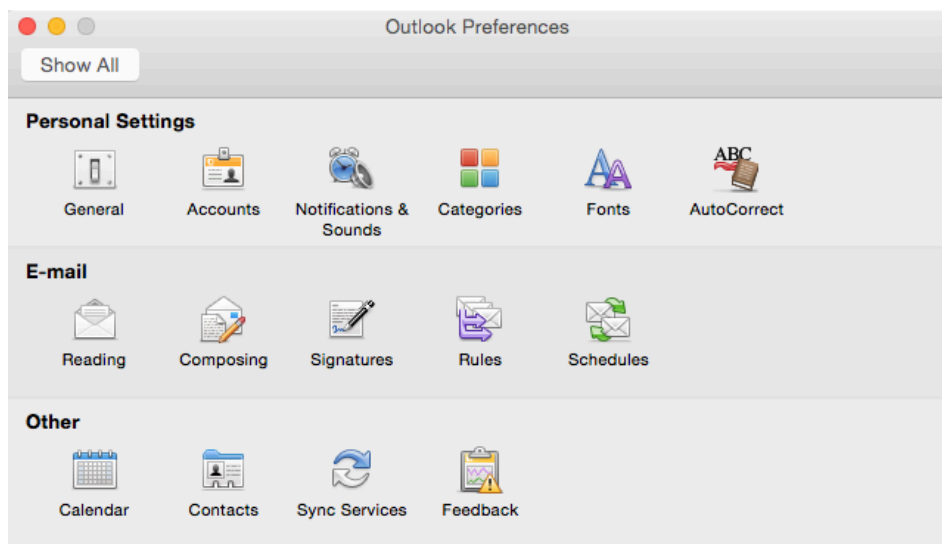 Outlook Preferences
Show All
Personal Settings
General Accounts Notifications & Sounds Categories Fonts ABC AutoCorrect
E-mail
Reading Composing Signatures Rules Schedules
Other
Calendar Contacts Sync Services Feedback